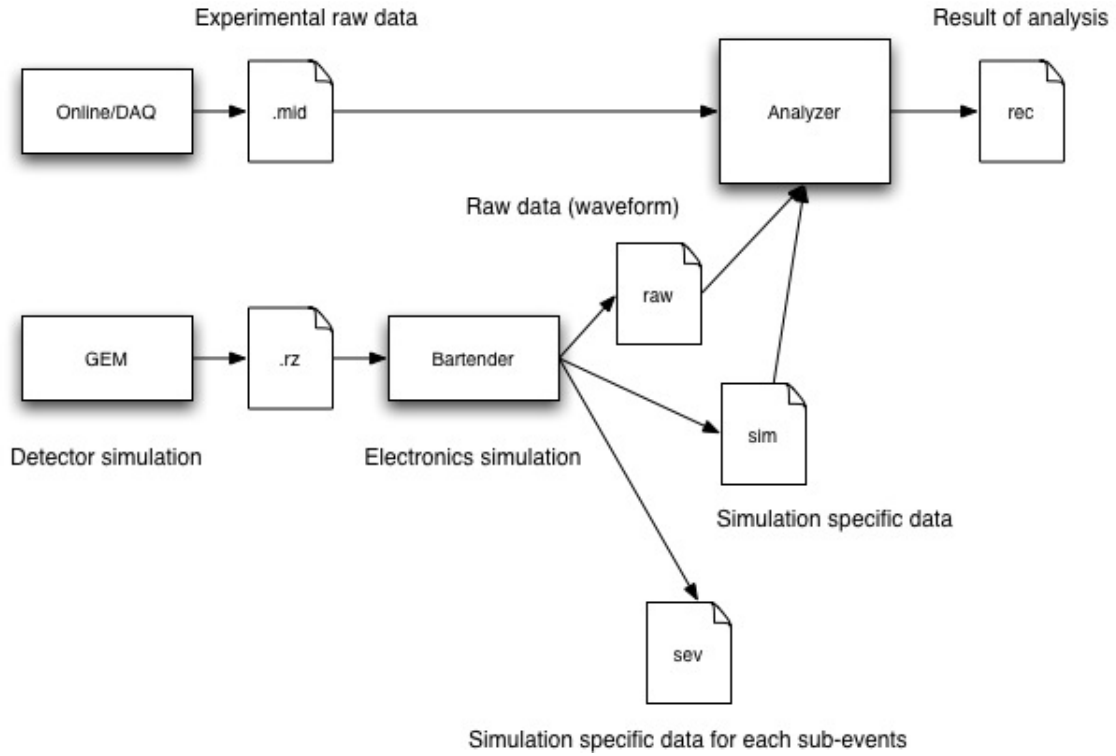 Experimental raw data
Result of analysis
Online/DAQ
.mid
Analyzer
rec
Raw data (waveform)
raw
GEM
.rz
Bartender
sim
Detector simulation
Electronics simulation
Simulation specific data
sev
Simulation specific data for each sub-events